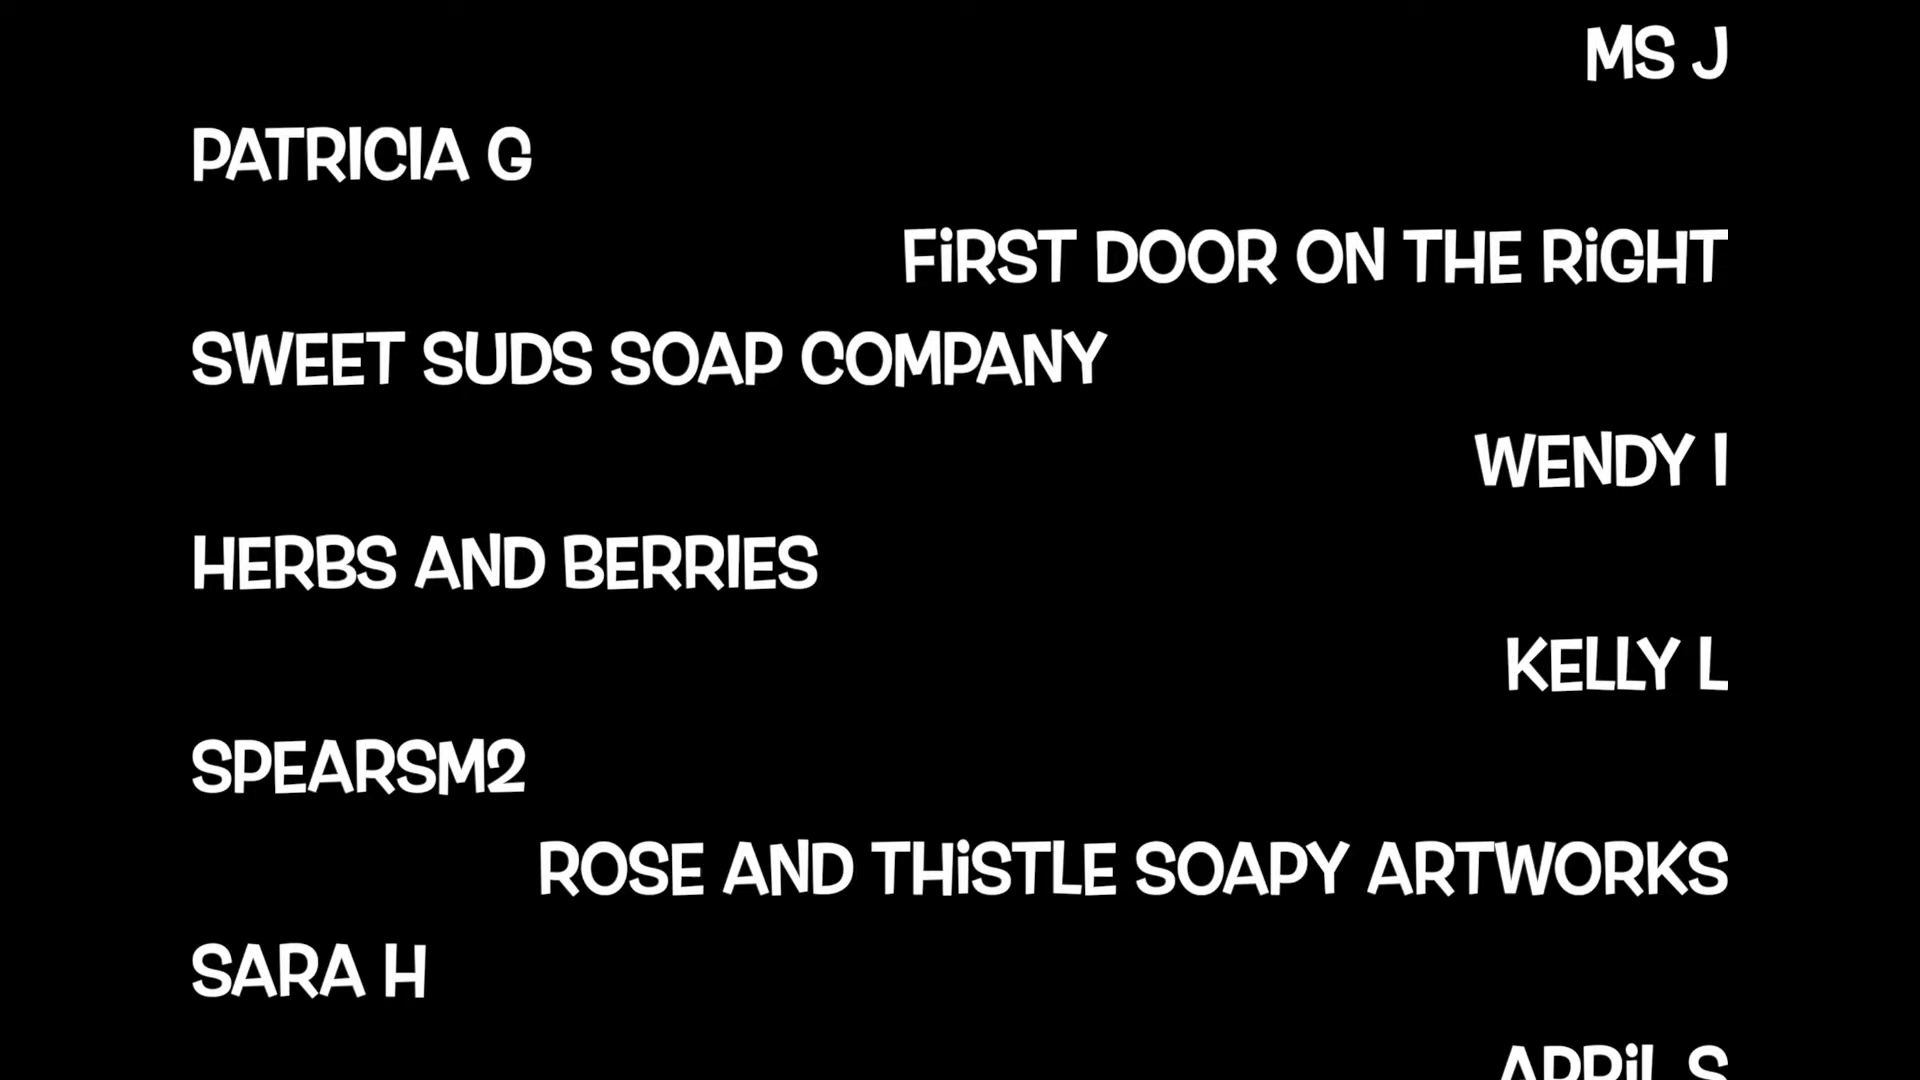 MS J
PATRICIA G
FiRST DOOR ON THE RiGHT
SWEET SUDS SOAP COMPANY
WENDY I
HERBS AND BERRIES
KELLY L
SPEARSM2
ROSE AND THiSTLE SOAPY ARTWORKS
SARA H
APRiL S